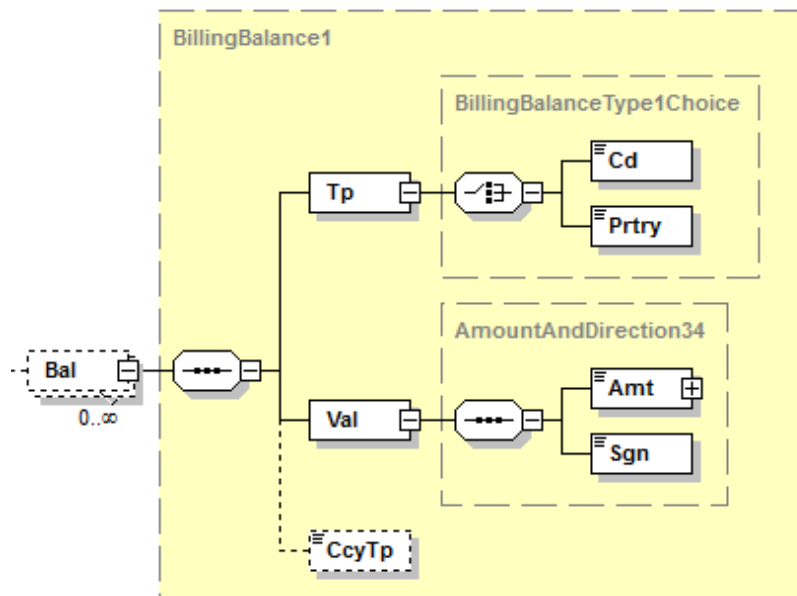 BillingBalance1
BillingBalanceType1Choice
Cd
Tp
Prtry
AmountAndDirection34
Bal
0..∞
Amt
Val
Sgn
CcyTp